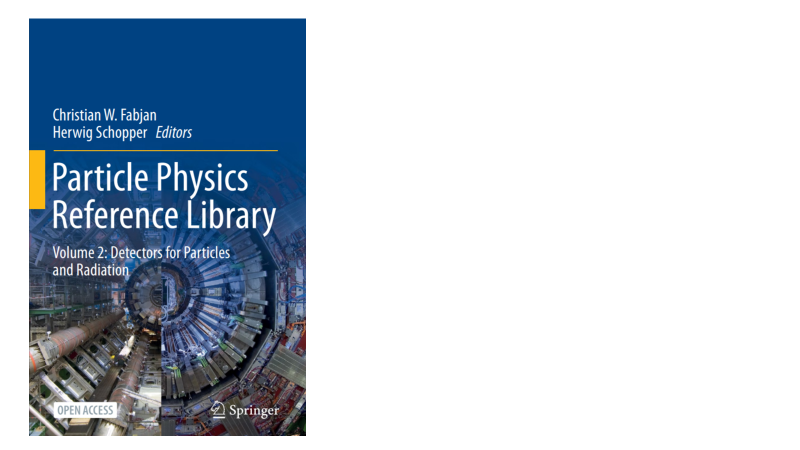 Christian W. Fabjan
Herwig Schopper Editors
Particle Physics
Reference Library
Volume 2: Detectors for Particles
and Radiation
OPEN ACCESS
Springer